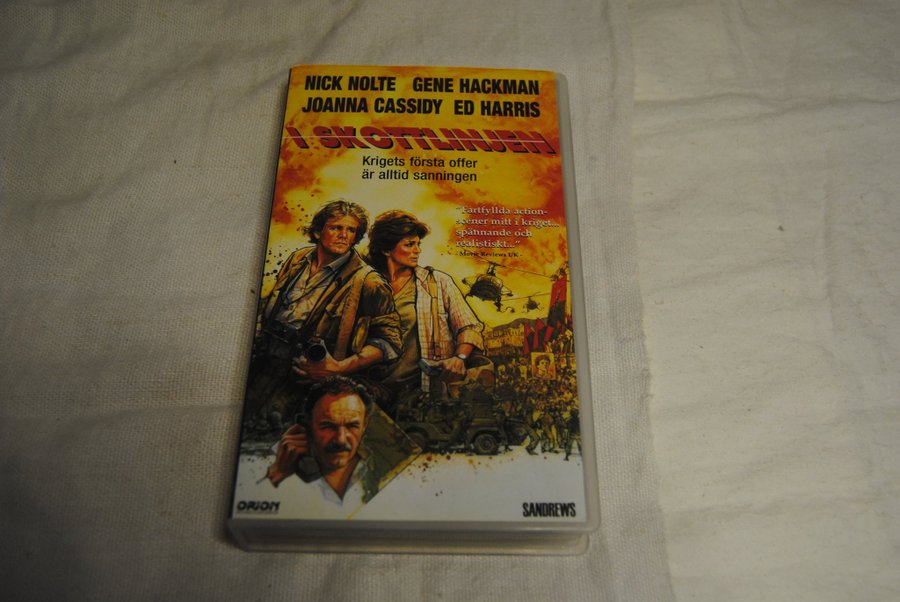 NICK NOLTE GENE HACKMAN
JOANNA CASSIDY ED HARRIS
I SKOTTLINJEN
Krigets första offer
är alltid sanningen
"Fartfyllda action-
scener mitt i kriget...
spännande och
realistiskt..."
- Movie Reviews UK -
ORION
SANDREWS